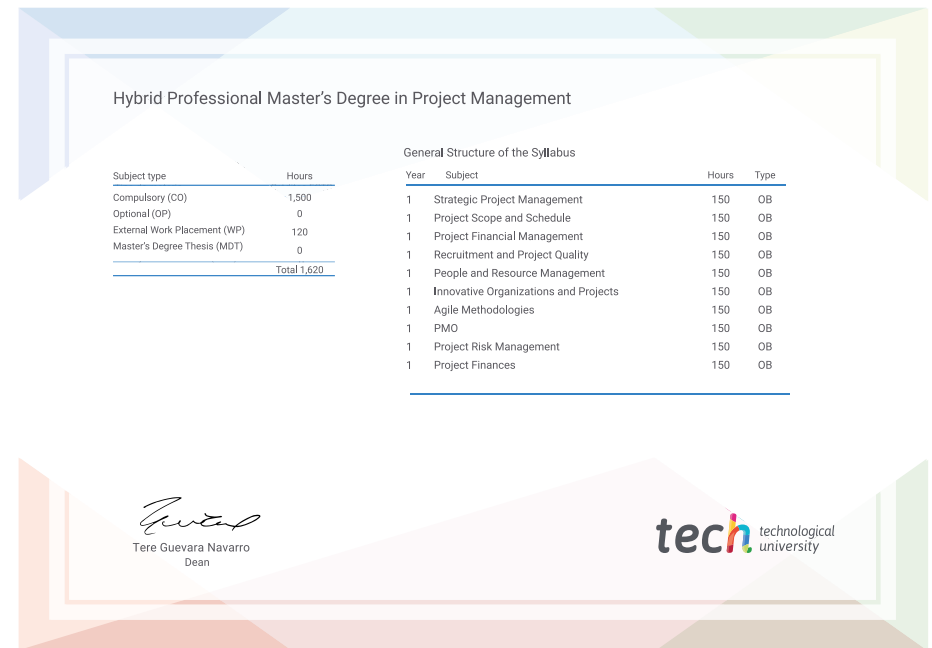 Hybrid Professional Master's Degree in Project Management
General Structure of the Syllabus
Subject type Hours
Compulsory (CO) 1,500
Optional (OP) 0
External Work Placement (WP) 120
Master's Degree Thesis (MDT) 0
Total 1,620
Year Subject Hours Type
1 Strategic Project Management 150 OB
1 Project Scope and Schedule 150 OB
1 Project Financial Management 150 OB
1 Recruitment and Project Quality 150 OB
1 People and Resource Management 150 OB
1 Innovative Organizations and Projects 150 OB
1 Agile Methodologies 150 OB
1 PMO 150 OB
1 Project Risk Management 150 OB
1 Project Finances 150 OB
Tere Guevara Navarro
Dean
tech technological
university